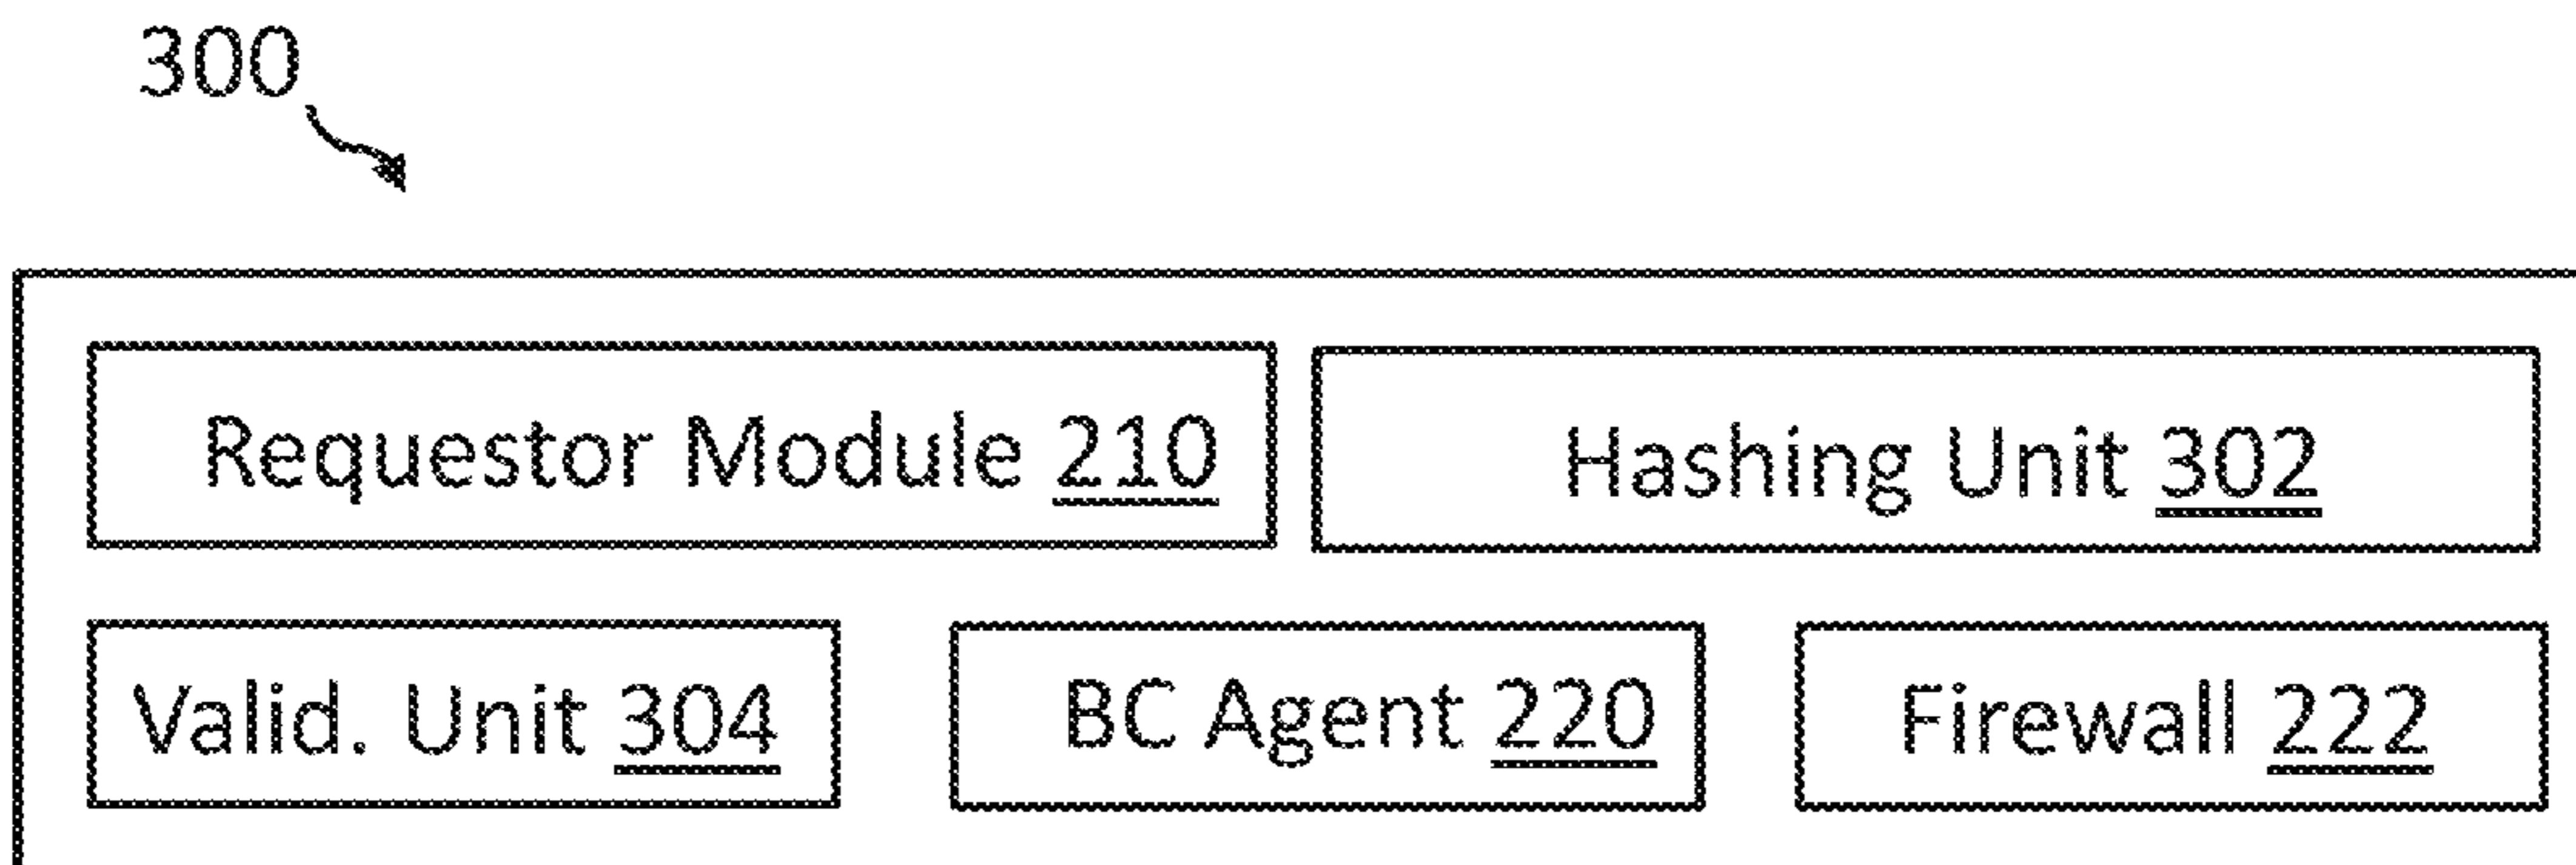 300
Requestor Module 210
Hashing Unit 302
Valid. Unit 304
BC Agent 220
Firewall 222